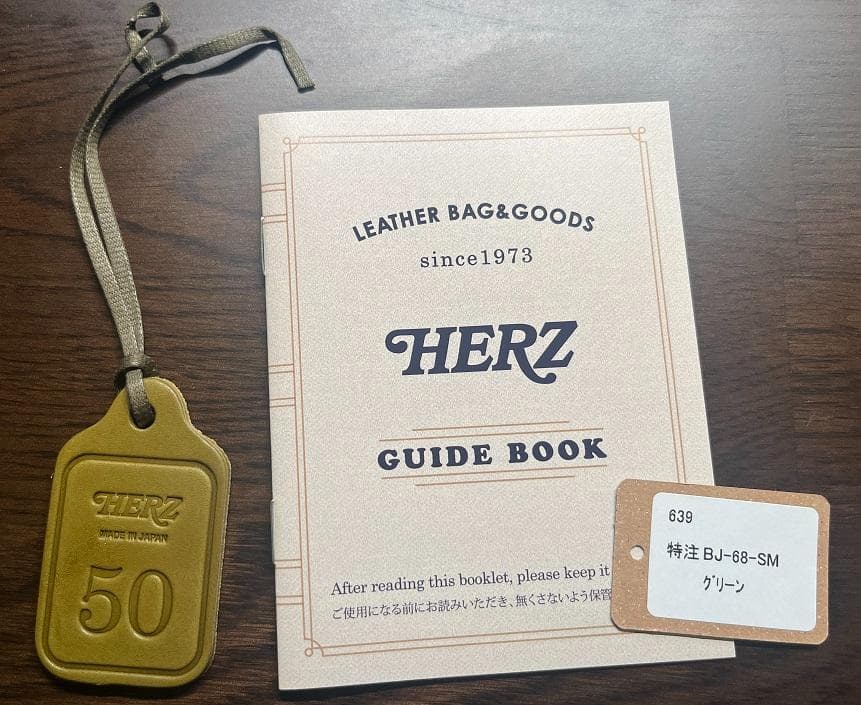 HERZ
MADE IN JAPAN
50
LEATHER BAG&GOODS
since1973
HERZ
GUIDE BOOK
After reading this booklet, please keep it
ご使用になる前にお読みいただき、無くさないよう保管
639
特注 BJ-68-SM
グリーン